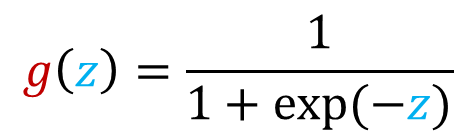 g(z) = 1 / (1 + exp(−z))